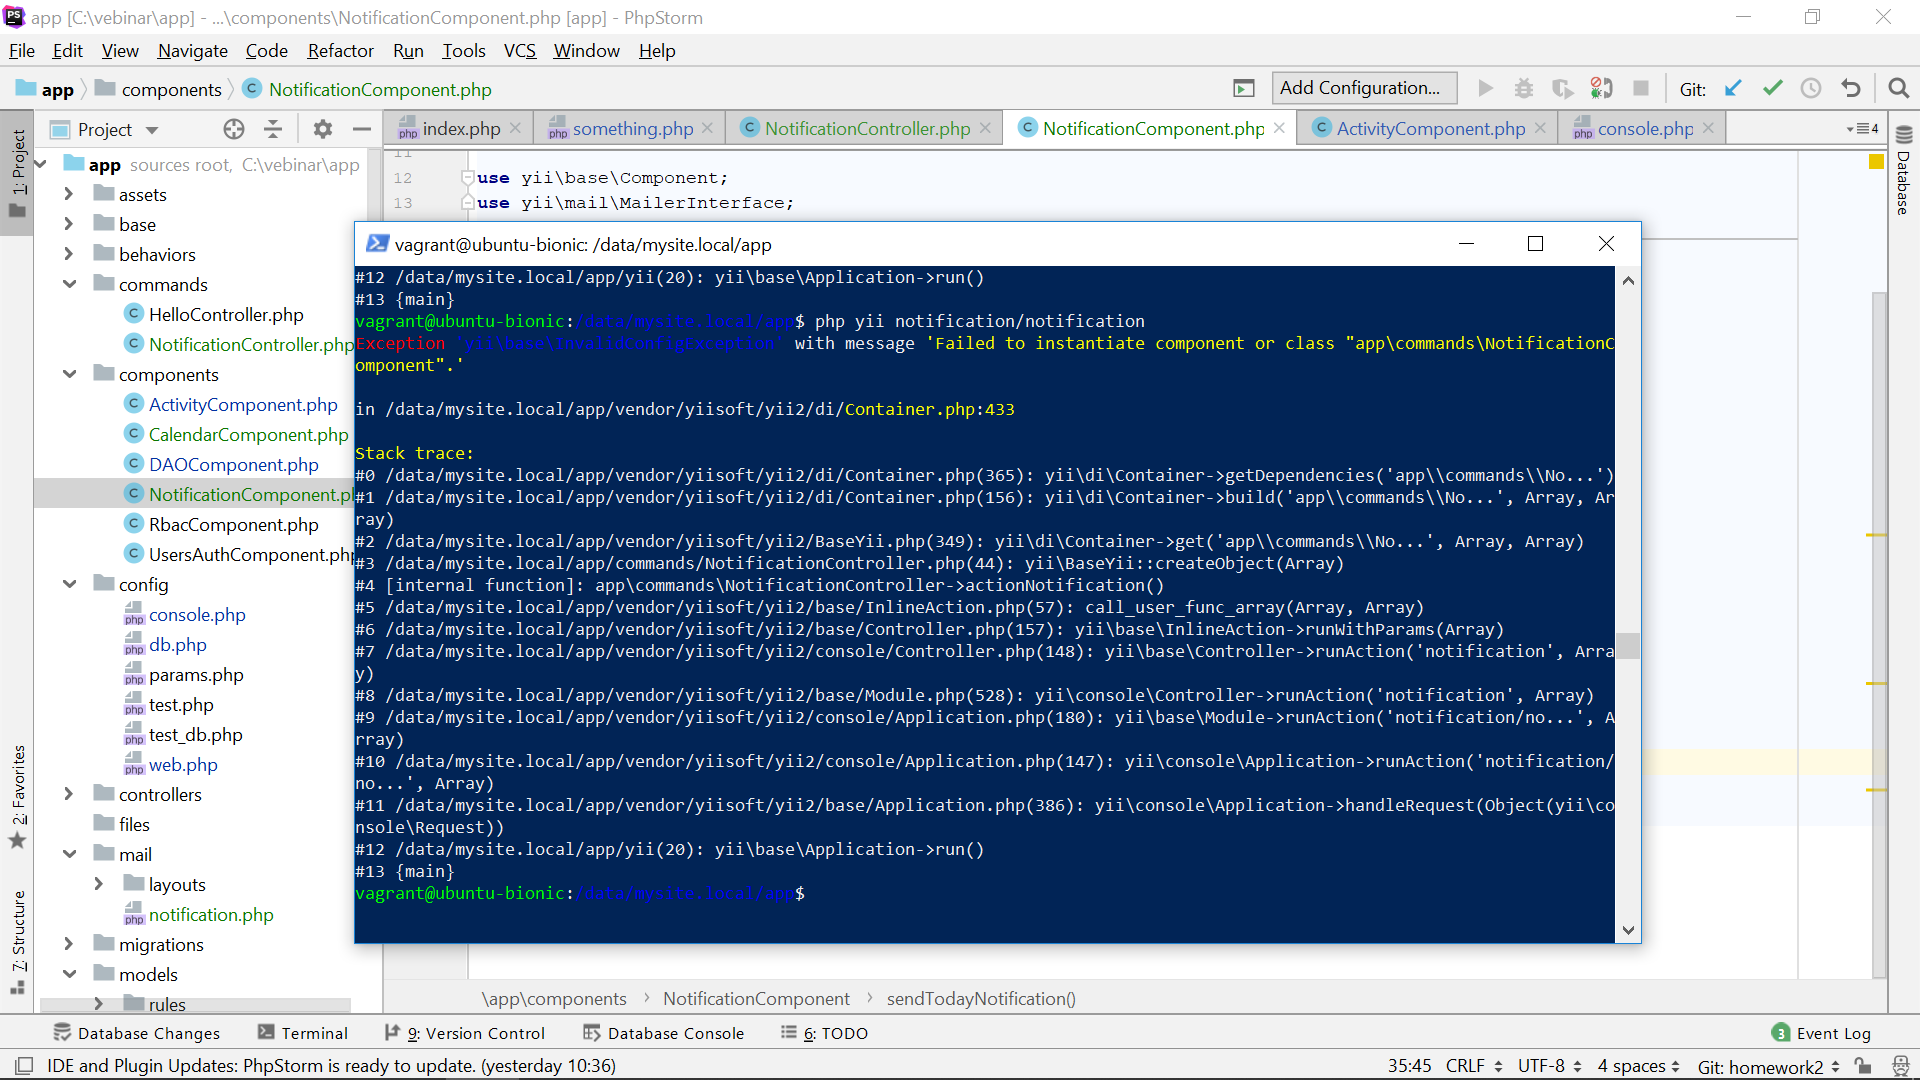 app [C:\vebinar\app] - ...\components\NotificationComponent.php [app] - PhpStorm
File Edit View Navigate Code Refactor Run Tools VCS Window Help
app components NotificationComponent.php Add Configuration... Git:
1: Project
Project
index.php something.php NotificationController.php NotificationComponent.php ActivityComponent.php console.php 4
Database
app sources root, C:\vebinar\app
assets
base
behaviors
commands
HelloController.php
NotificationController.php
components
ActivityComponent.php
CalendarComponent.php
DAOComponent.php
NotificationComponent.p
RbacComponent.php
UsersAuthComponent.php
config
console.php
db.php
params.php
test.php
test_db.php
web.php
controllers
files
mail
layouts
notification.php
migrations
models
rules
2: Favorites
7: Structure
11
12 use yii\base\Component;
13 use yii\mail\MailerInterface;
vagrant@ubuntu-bionic: /data/mysite.local/app
#12 /data/mysite.local/app/yii(20): yii\base\Application->run()
#13 {main}
vagrant@ubuntu-bionic:/data/mysite.local/app$ php yii notification/notification
Exception 'yii\base\InvalidConfigException' with message 'Failed to instantiate component or class "app\commands\NotificationC
omponent".'
in /data/mysite.local/app/vendor/yiisoft/yii2/di/Container.php:433
Stack trace:
#0 /data/mysite.local/app/vendor/yiisoft/yii2/di/Container.php(365): yii\di\Container->getDependencies('app\\commands\\No...')
#1 /data/mysite.local/app/vendor/yiisoft/yii2/di/Container.php(156): yii\di\Container->build('app\\commands\\No...', Array, Ar
ray)
#2 /data/mysite.local/app/vendor/yiisoft/yii2/BaseYii.php(349): yii\di\Container->get('app\\commands\\No...', Array, Array)
#3 /data/mysite.local/app/commands/NotificationController.php(44): yii\BaseYii::createObject(Array)
#4 [internal function]: app\commands\NotificationController->actionNotification()
#5 /data/mysite.local/app/vendor/yiisoft/yii2/base/InlineAction.php(57): call_user_func_array(Array, Array)
#6 /data/mysite.local/app/vendor/yiisoft/yii2/base/Controller.php(157): yii\base\InlineAction->runWithParams(Array)
#7 /data/mysite.local/app/vendor/yiisoft/yii2/console/Controller.php(148): yii\base\Controller->runAction('notification', Arra
y)
#8 /data/mysite.local/app/vendor/yiisoft/yii2/base/Module.php(528): yii\console\Controller->runAction('notification', Array)
#9 /data/mysite.local/app/vendor/yiisoft/yii2/console/Application.php(180): yii\base\Module->runAction('notification/no...', A
rray)
#10 /data/mysite.local/app/vendor/yiisoft/yii2/console/Application.php(147): yii\console\Application->runAction('notification/
no...', Array)
#11 /data/mysite.local/app/vendor/yiisoft/yii2/base/Application.php(386): yii\console\Application->handleRequest(Object(yii\co
nsole\Request))
#12 /data/mysite.local/app/yii(20): yii\base\Application->run()
#13 {main}
vagrant@ubuntu-bionic:/data/mysite.local/app$
\app\components NotificationComponent sendTodayNotification()
Database Changes Terminal 9: Version Control Database Console 6: TODO 3 Event Log
IDE and Plugin Updates: PhpStorm is ready to update. (yesterday 10:36) 35:45 CRLF UTF-8 4 spaces Git: homework2